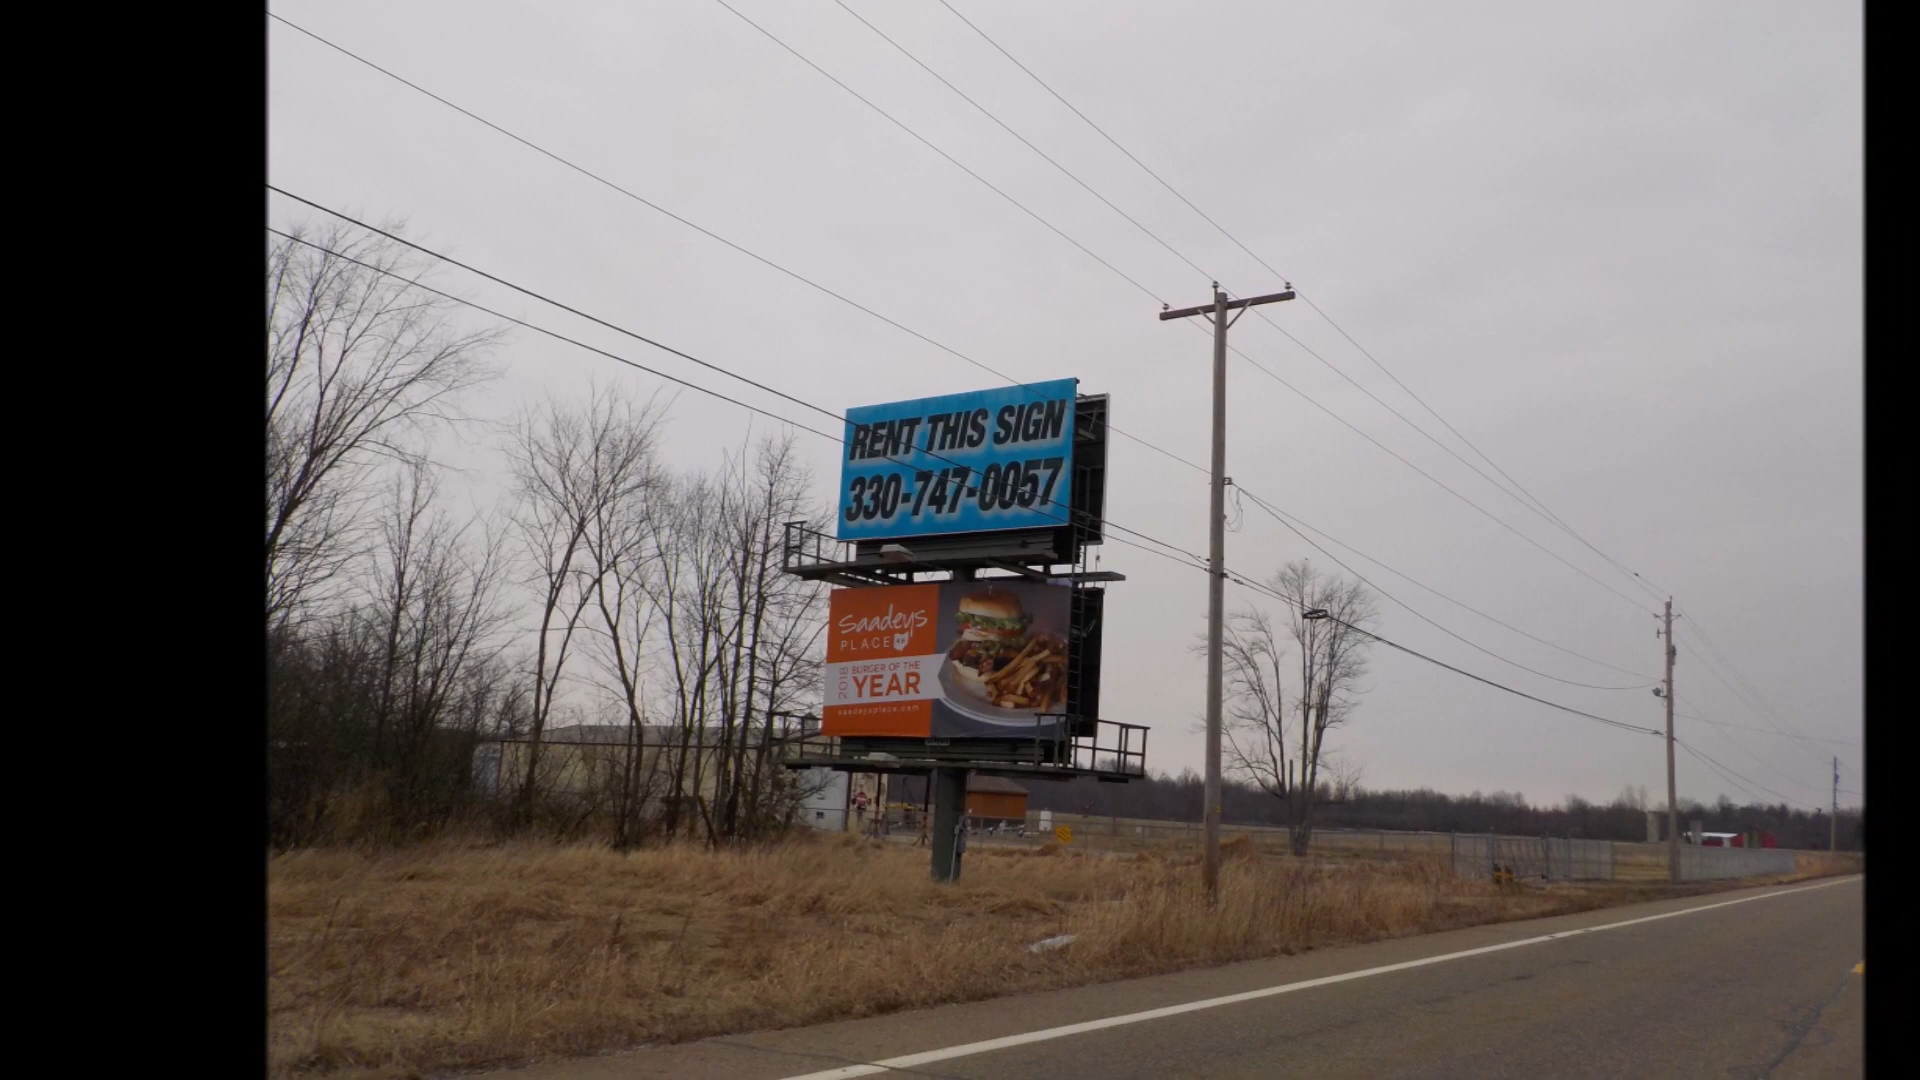 RENT THIS SIGN
330-747-0057
Saadeys
PLACE
2018
BURGER OF THE
YEAR
saadeysplace.com